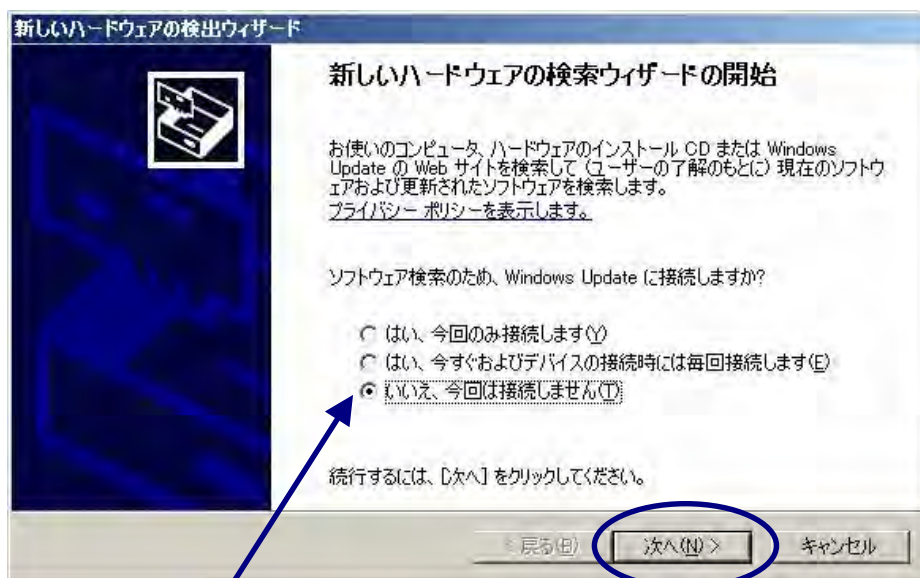 新しいハードウェアの検出ウィザード
新しいハードウェアの検索ウィザードの開始
お使いのコンピュータ、ハードウェアのインストール CD または Windows
Update の Web サイトを検索して (ユーザーの了解のもとに) 現在のソフトウ
ェアおよび更新されたソフトウェアを検索します。
プライバシー ポリシーを表示します。
ソフトウェア検索のため、Windows Update に接続しますか?
はい、今回のみ接続します(Y)
はい、今すぐおよびデバイスの接続時には毎回接続します(E)
いいえ、今回は接続しません(T)
続行するには、[次へ] をクリックしてください。
< 戻る(B) 次へ(N) > キャンセル